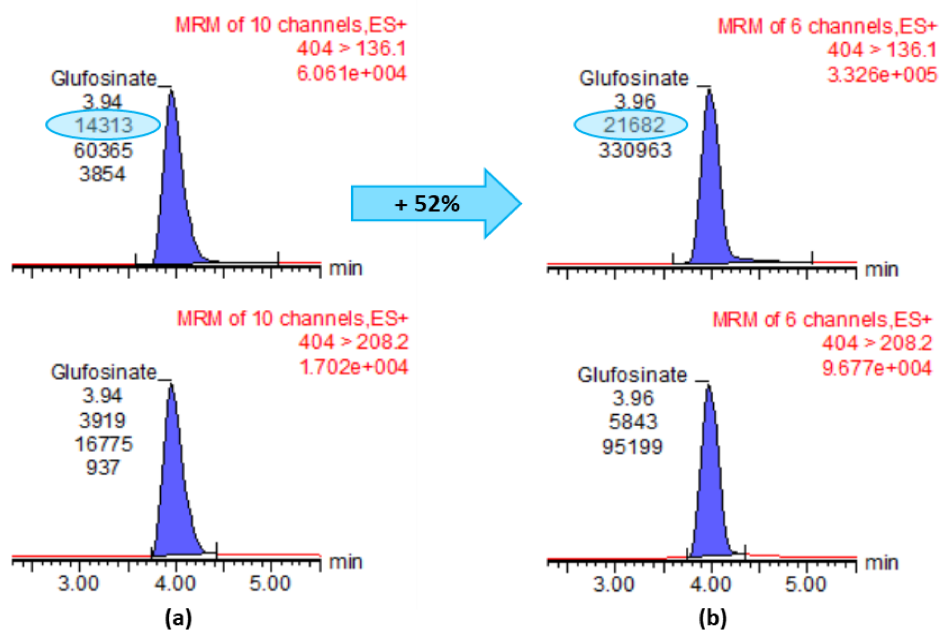 MRM of 10 channels,ES+
404 > 136.1
6.061e+004
Glufosinate
3.94
14313
60365
3854
min
+ 52%
MRM of 6 channels,ES+
404 > 136.1
3.326e+005
Glufosinate
3.96
21682
330963
min
MRM of 10 channels,ES+
404 > 208.2
1.702e+004
Glufosinate
3.94
3919
16775
937
min
3.00 4.00 5.00
(a)
MRM of 6 channels,ES+
404 > 208.2
9.677e+004
Glufosinate
3.96
5843
95199
min
3.00 4.00 5.00
(b)